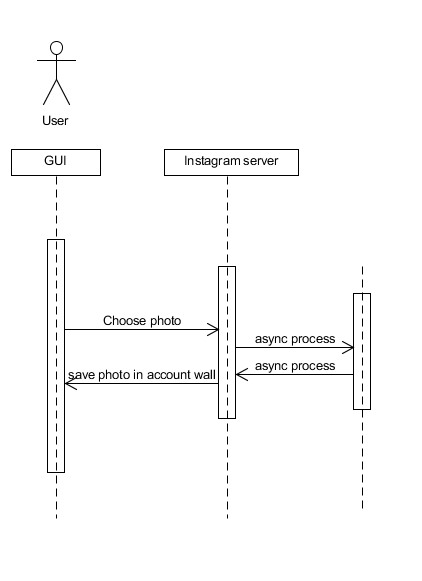 User
GUI
Instagram server
Choose photo
async process
async process
save photo in account wall